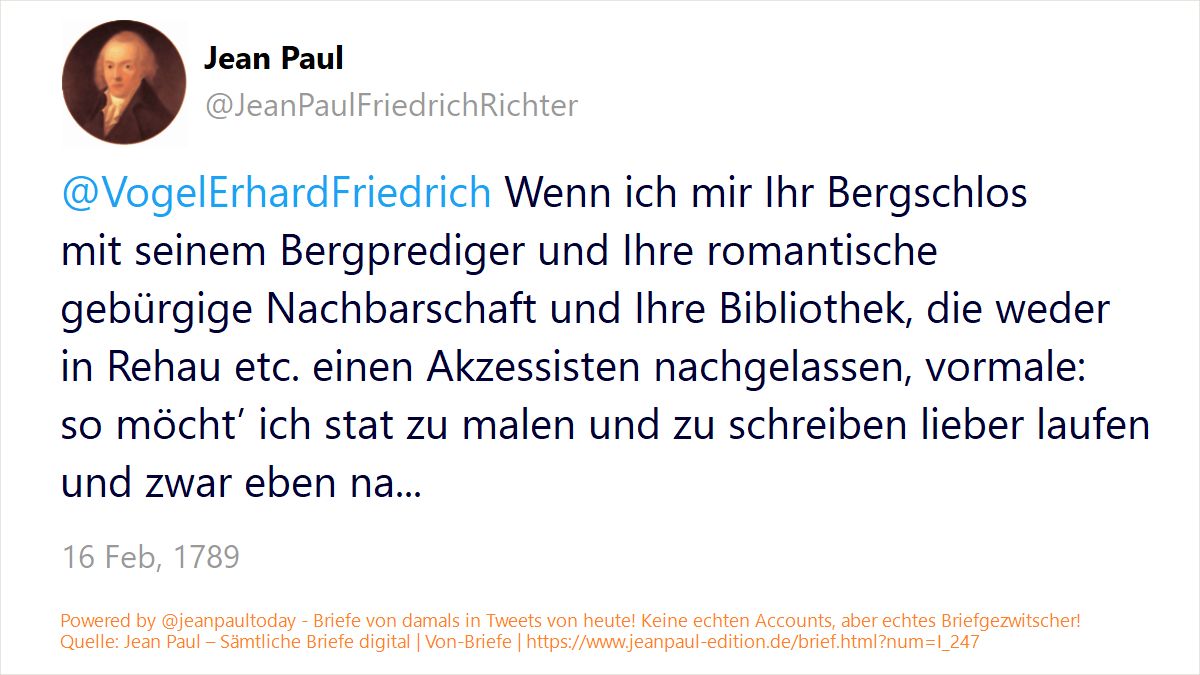 Jean Paul
@JeanPaulFriedrichRichter
@VogelErhardFriedrich Wenn ich mir Ihr Bergschlos
mit seinem Bergprediger und Ihre romantische
gebürgige Nachbarschaft und Ihre Bibliothek, die weder
in Rehau etc. einen Akzessisten nachgelassen, vormale:
so möcht’ ich stat zu malen und zu schreiben lieber laufen
und zwar eben na...
16 Feb, 1789
Powered by @jeanpaultoday - Briefe von damals in Tweets von heute! Keine echten Accounts, aber echtes Briefgezwitscher!
Quelle: Jean Paul – Sämtliche Briefe digital | Von-Briefe | https://www.jeanpaul-edition.de/brief.html?num=I_247